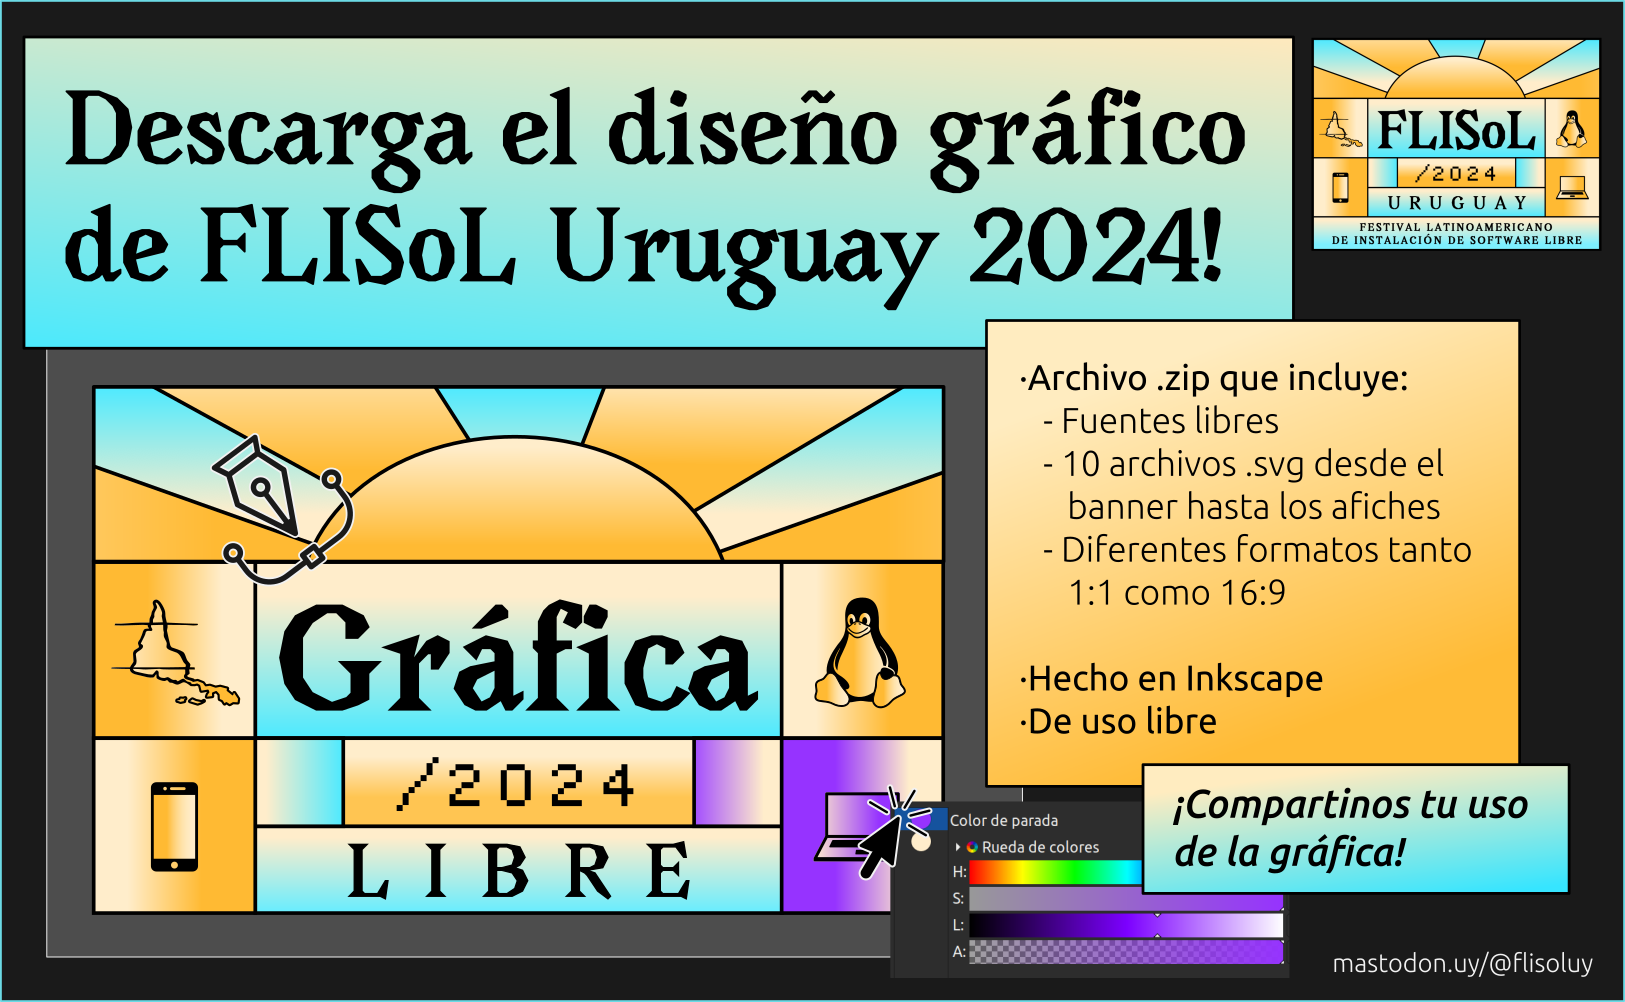 Descarga el diseño gráfico
de FLISoL Uruguay 2024!
FLISoL
/2024
URUGUAY
FESTIVAL LATINOAMERICANO
DE INSTALACIÓN DE SOFTWARE LIBRE
·Archivo .zip que incluye:
- Fuentes libres
- 10 archivos .svg desde el
banner hasta los afiches
- Diferentes formatos tanto
1:1 como 16:9
·Hecho en Inkscape
·De uso libre
Gráfica
/2024
LIBRE
Color de parada
Rueda de colores
H:
S:
L:
A:
¡Compartinos tu uso
de la gráfica!
mastodon.uy/@flisoluy